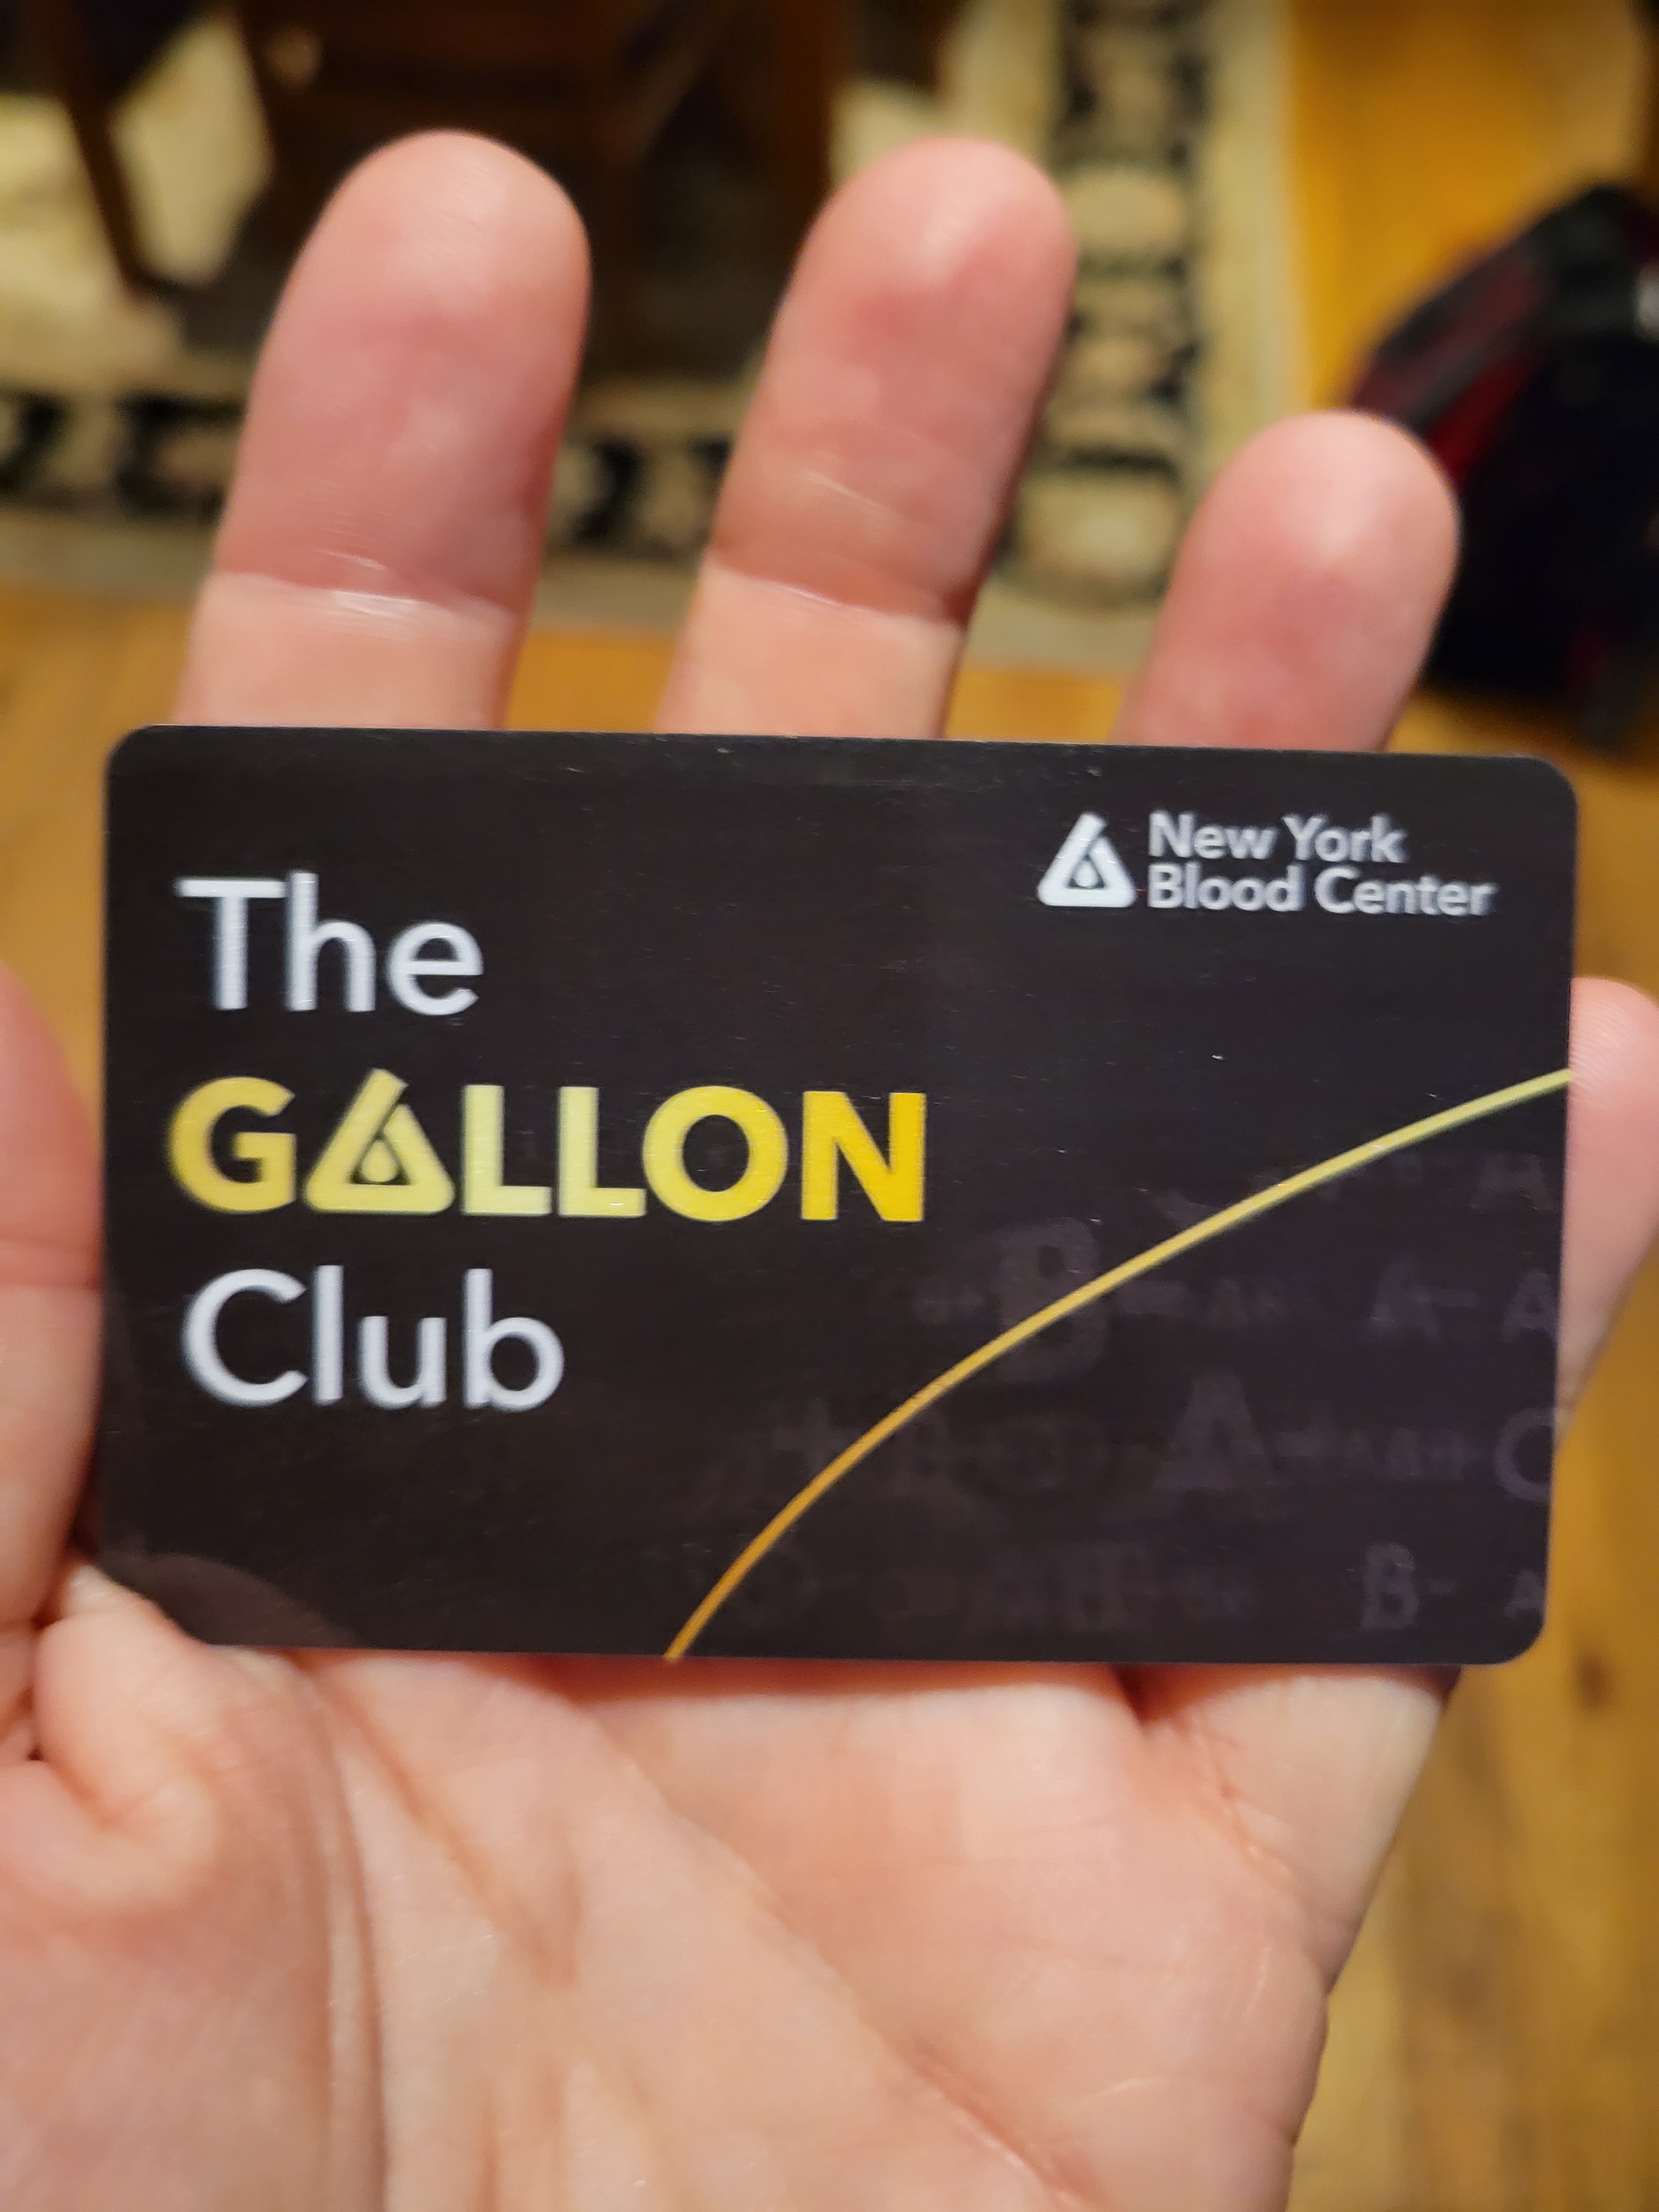 New York
Blood Center
The
GALLON
Club
B-